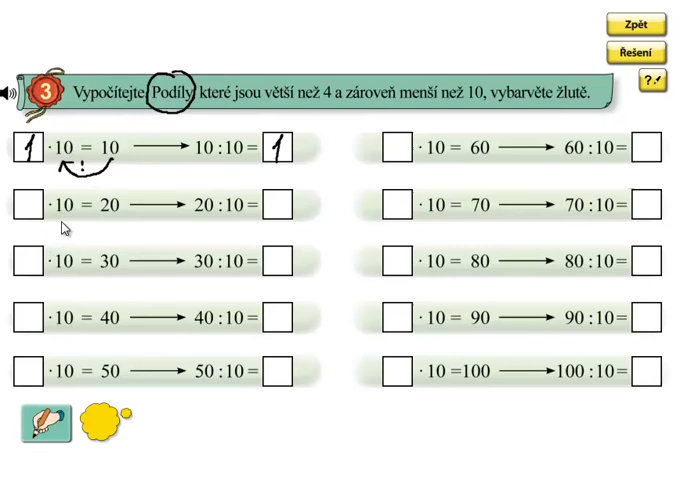 Zpět
Řešení
?
3 Vypočítejte. Podíly, které jsou větší než 4 a zároveň menší než 10, vybarvěte žlutě.
1 · 10 = 10 → 10 : 10 = 1
· 10 = 20 → 20 : 10 =
· 10 = 30 → 30 : 10 =
· 10 = 40 → 40 : 10 =
· 10 = 50 → 50 : 10 =
· 10 = 60 → 60 : 10 =
· 10 = 70 → 70 : 10 =
· 10 = 80 → 80 : 10 =
· 10 = 90 → 90 : 10 =
· 10 = 100 → 100 : 10 =